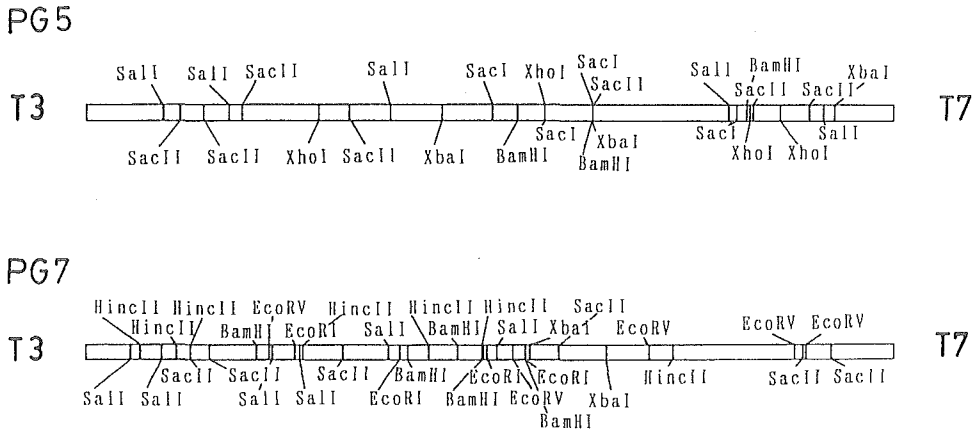 PG5
SacI
SalI SalI SacII SalI SacI XhoI SacII SalI BamHI SacII SacII XbaI
T3 T7
SacII SacII XhoI SacII XbaI BamHI SacI XbaI BamHI SacI XhoI XhoI SalI
PG7
HincII HincII EcoRV HincII HincII HincII SacII
HincII BamHI EcoRI SalI BamHI SalI XbaI EcoRV EcoRV EcoRV
T3 T7
SacII SacII SacII BamHI EcoRI EcoRI HincII SacII SacII
SalI SalI SalI SalI EcoRI BamHI EcoRV XbaI
BamHI